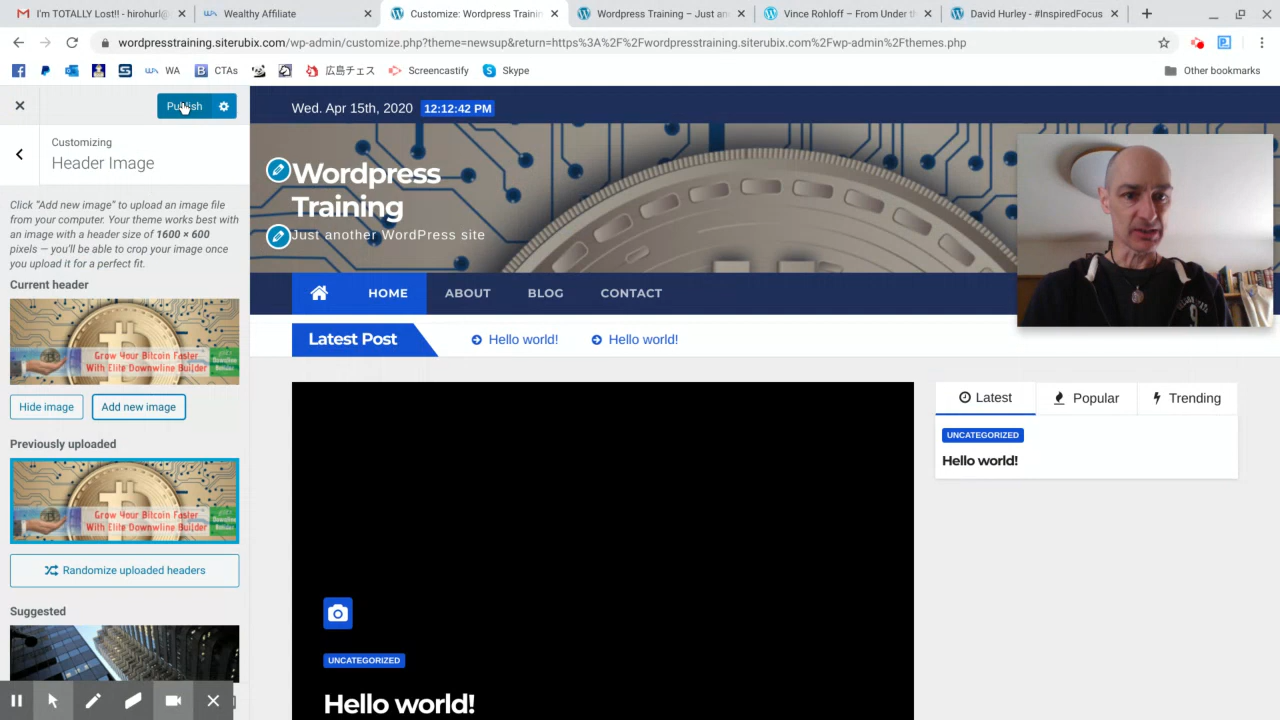 I'm TOTALLY Lost!! - hirohurl@
Wealthy Affiliate
Customize: Wordpress Trainin
Wordpress Training – Just an
Vince Rohloff – From Under th
David Hurley - #InspiredFocus
wordpresstraining.siterubix.com/wp-admin/customize.php?theme=newsup&return=https%3A%2F%2Fwordpresstraining.siterubix.com%2Fwp-admin%2Fthemes.php
WA
CTAs
広島チェス
Screencastify
Skype
Other bookmarks
Publish
Customizing
Header Image
Click "Add new image" to upload an image file
from your computer. Your theme works best with
an image with a header size of 1600 × 600
pixels — you'll be able to crop your image once
you upload it for a perfect fit.
Current header
Grow Your Bitcoin Faster
With Elite Downline Builder
Downline
Builder
Hide image
Add new image
Previously uploaded
Grow Your Bitcoin Faster
With Elite Downline Builder
Downline
Builder
Randomize uploaded headers
Suggested
Wed. Apr 15th, 2020
12:12:42 PM
Wordpress
Training
Just another WordPress site
HOME
ABOUT
BLOG
CONTACT
Latest Post
Hello world!
Hello world!
UNCATEGORIZED
Hello world!
Latest
Popular
Trending
UNCATEGORIZED
Hello world!